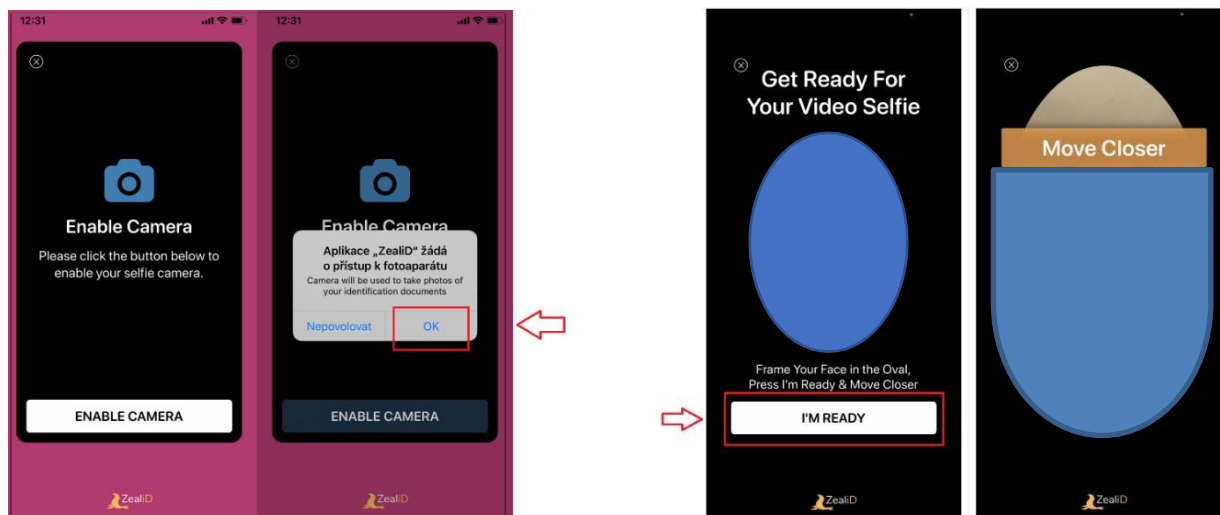 12:31
Enable Camera
Please click the button below to
enable your selfie camera.
ENABLE CAMERA
ZealiD
12:31
Enable Camera
Aplikace „ZealiD“ žádá
o přístup k fotoaparátu
Camera will be used to take photos of
your identification documents
Nepovolovat OK
ENABLE CAMERA
ZealiD
Get Ready For
Your Video Selfie
Frame Your Face in the Oval,
Press I'm Ready & Move Closer
I'M READY
ZealiD
Move Closer
ZealiD